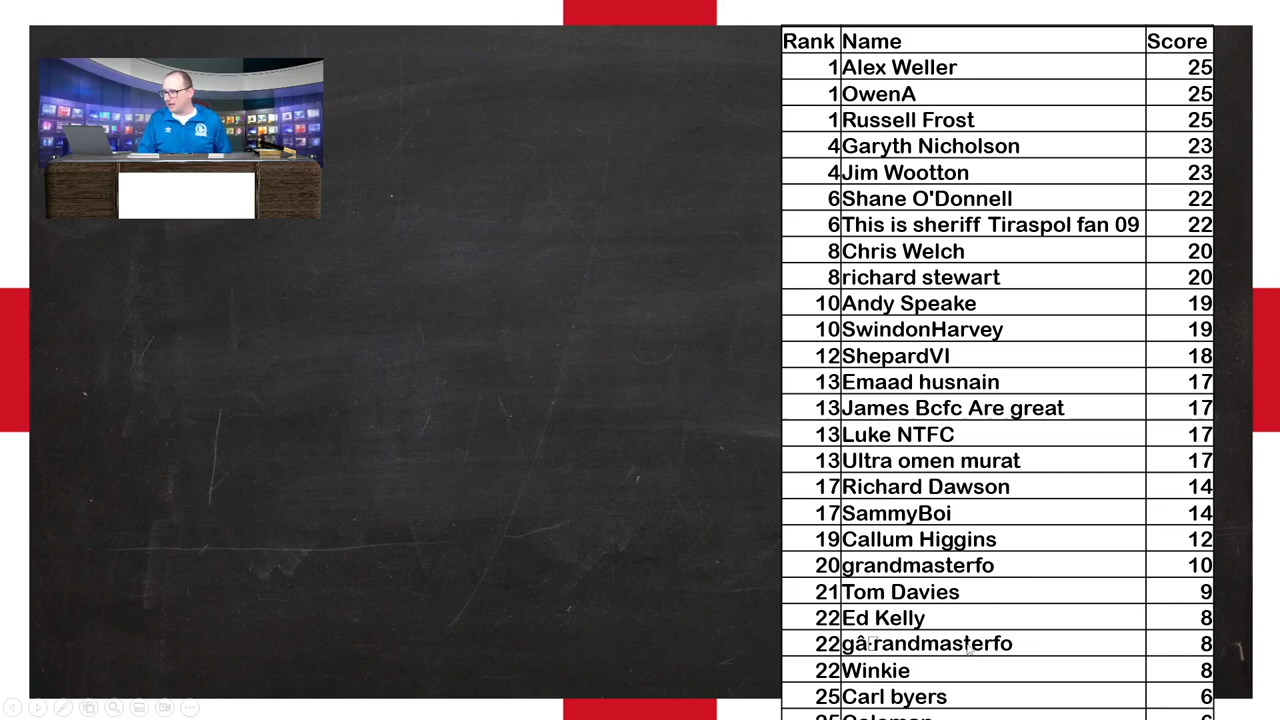 Rank Name Score
1 Alex Weller 25
1 OwenA 25
1 Russell Frost 25
4 Garyth Nicholson 23
4 Jim Wootton 23
6 Shane O'Donnell 22
6 This is sheriff Tiraspol fan 09 22
8 Chris Welch 20
8 richard stewart 20
10 Andy Speake 19
10 SwindonHarvey 19
12 ShepardVI 18
13 Emaad husnain 17
13 James Bcfc Are great 17
13 Luke NTFC 17
13 Ultra omen murat 17
17 Richard Dawson 14
17 SammyBoi 14
19 Callum Higgins 12
20 grandmasterfo 10
21 Tom Davies 9
22 Ed Kelly 8
22 8
22 Winkie 8
25 Carl byers 6